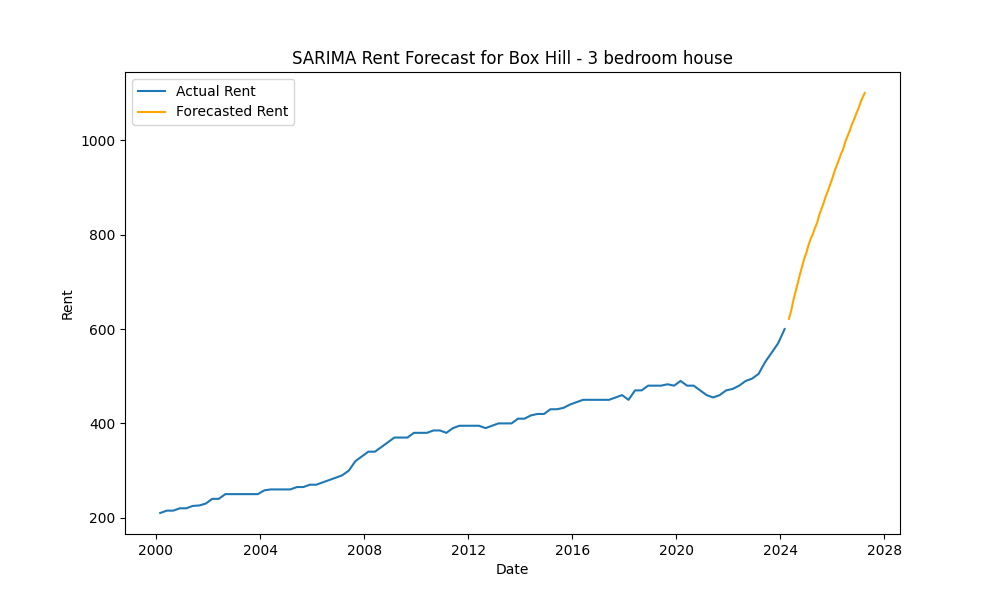 SARIMA Rent Forecast for Box Hill - 3 bedroom house
Actual Rent
Forecasted Rent
1000
800
600
400
200
Rent
2000 2004 2008 2012 2016 2020 2024 2028
Date